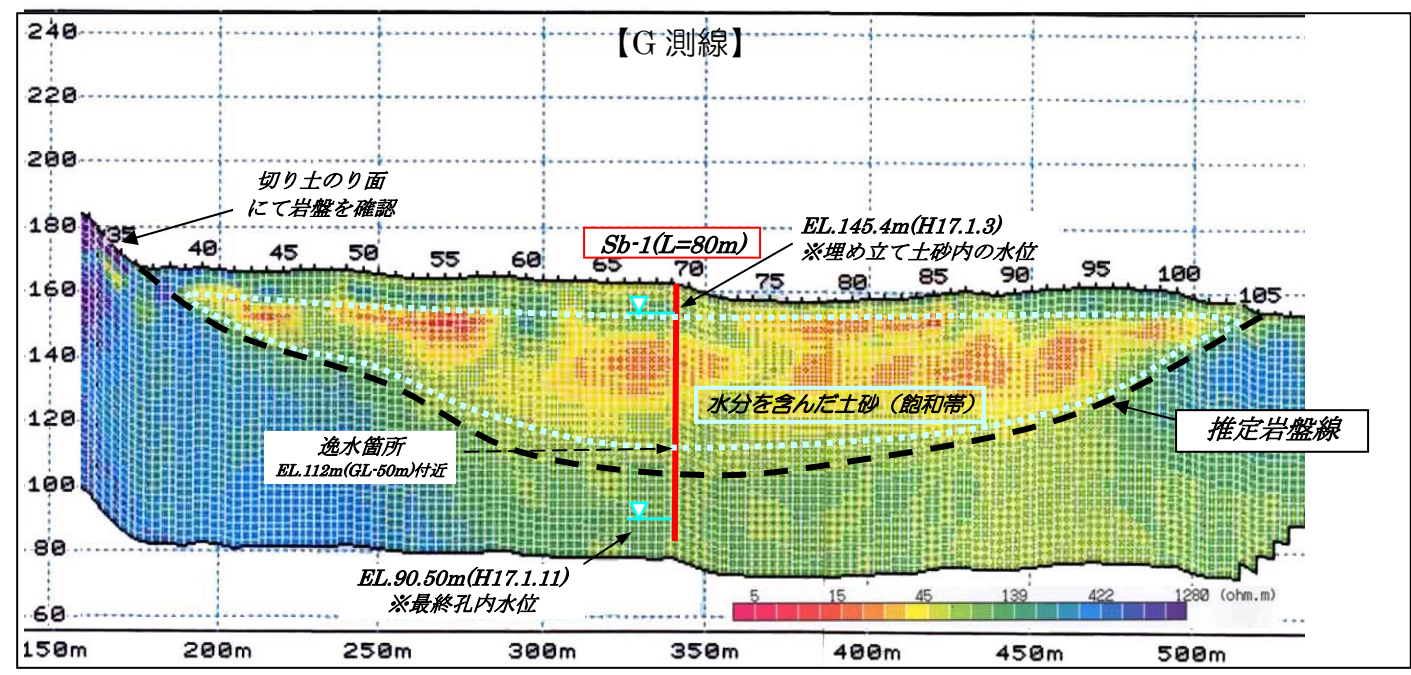 【G 測線】
240
220
200
180
160
140
120
100
80
60
切り土のり面
にて岩盤を確認
35
40
45
50
55
65
70
75
80
85
90
95
100
105
Sb-1(L=80m)
EL.145.4m(H17.1.3)
※埋め立て土砂内の水位
水分を含んだ土砂（飽和帯）
推定岩盤線
逸水箇所
EL.112m(GL-50m)付近
EL.90.50m(H17.1.11)
※最終孔内水位
5 15 45 139 422 1280 (ohm.m)
150m 200m 250m 300m 350m 400m 450m 500m